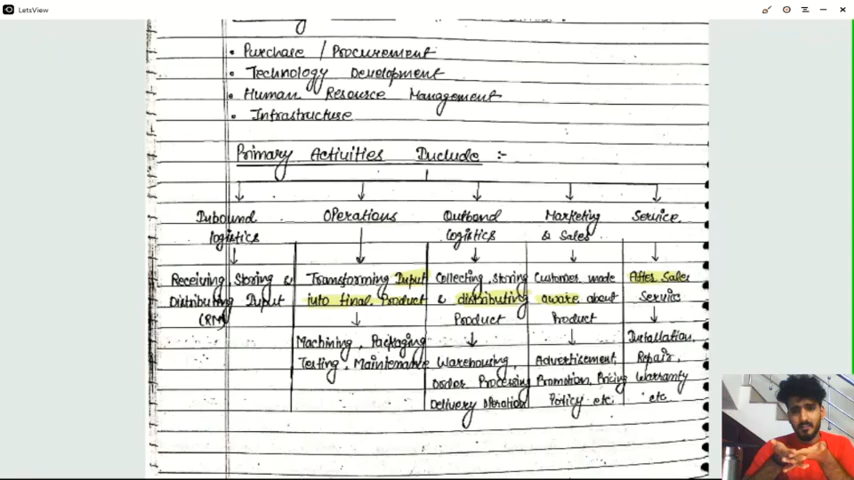 LetsView
• Purchase / Procurement
• Technology Development
• Human Resource Management
• Infrastructure
Primary Activities Include :-
Inbound logistics
Operations
Outbond logistics
Marketing & Sales
Service
Receiving, Storing &
Distributing Input
(RM)
Transforming Input
into final Product
Machining, Packaging
Testing, Maintenance
Collecting, storing
& distributing
Product
Warehousing,
Order Processing
Delivery
Customer made
aware about
Product
Advertisement,
Promotion, Pricing
Policy etc.
After Sales
Service
Installation,
Repair,
Warranty
etc